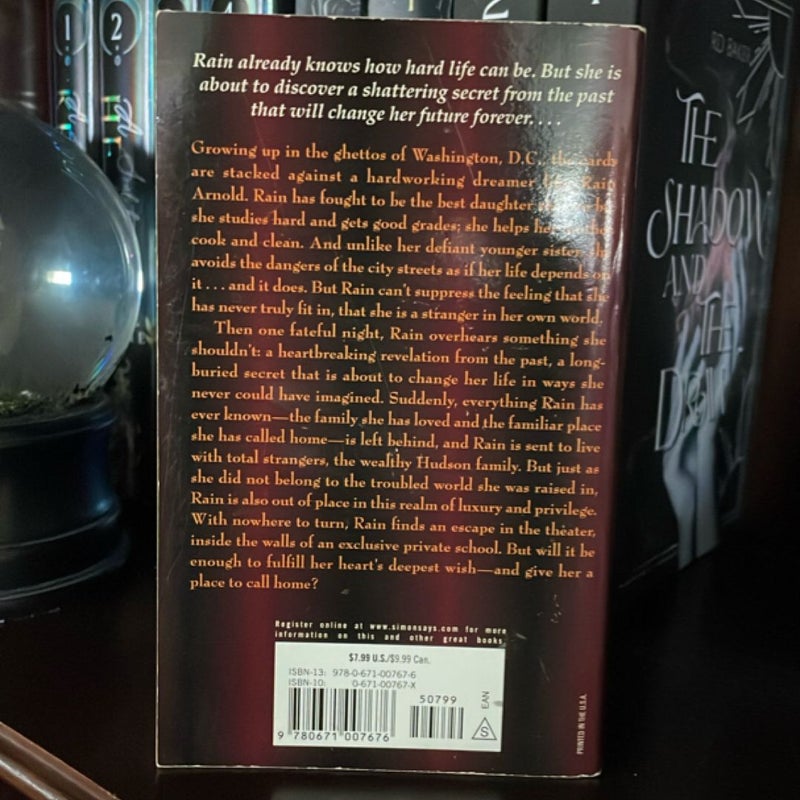 1
2
2
Rain already knows how hard life can be. But she is
about to discover a shattering secret from the past
that will change her future forever. . . .
Growing up in the ghettos of Washington, D.C.,
are stacked against a hardworking dreamer Rain
Arnold. Rain has fought to be the best daughter
she studies hard and gets good grades; she helps
cook and clean. And unlike her defiant younger sister,
avoids the dangers of the city streets as if her life depends on
it . . . and it does. But Rain can't suppress the feeling that she
has never truly fit in, that she is a stranger in her own world.
Then one fateful night, Rain overhears something she
shouldn't: a heartbreaking revelation from the past, a long-
buried secret that is about to change her life in ways she
never could have imagined. Suddenly, everything Rain has
ever known—the family she has loved and the familiar place
she has called home—is left behind, and Rain is sent to live
with total strangers, the wealthy Hudson family. But just as
she did not belong to the troubled world she was raised in,
Rain is also out of place in this realm of luxury and privilege.
With nowhere to turn, Rain finds an escape in the theater,
inside the walls of an exclusive private school. But will it be
enough to fulfill her heart's deepest wish—and give her a
place to call home?
Register online at www.simonsays.com for more
information on this and other great books.
$7.99 U.S./$9.99 Can.
ISBN-13: 978-0-671-00767-6
ISBN-10: 0-671-00767-X
50799
EAN
S
9 780671 007676
PRINTED IN THE U.S.A.
THE
SHADOW
AND
THE